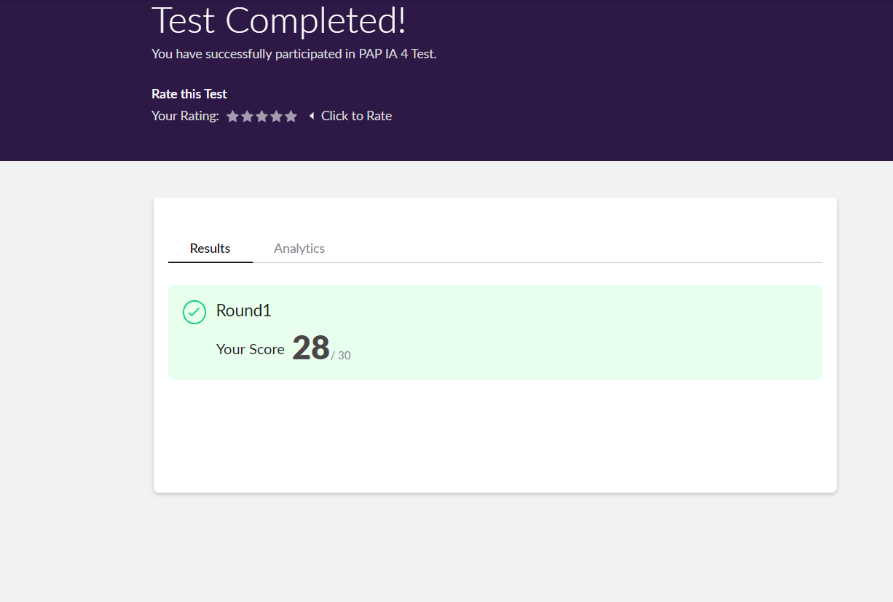 Test Completed!
You have successfully participated in PAP IA 4 Test.
Rate this Test
Your Rating: Click to Rate
Results Analytics
Round1
Your Score 28 / 30